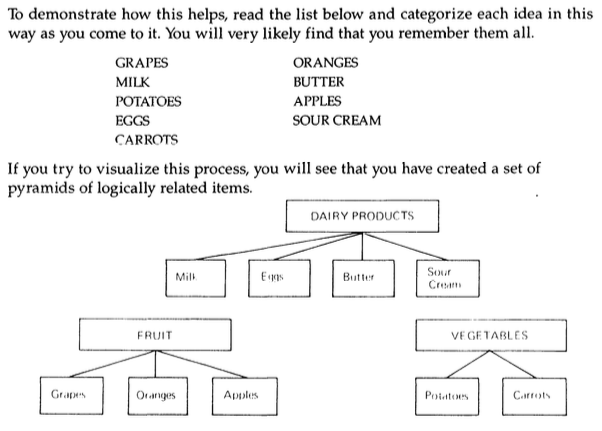 To demonstrate how this helps, read the list below and categorize each idea in this
way as you come to it. You will very likely find that you remember them all.
GRAPES
MILK
POTATOES
EGGS
CARROTS
ORANGES
BUTTER
APPLES
SOUR CREAM
If you try to visualize this process, you will see that you have created a set of
pyramids of logically related items.
DAIRY PRODUCTS
Milk
Eggs
Butter
Sour
Cream
FRUIT
VEGETABLES
Grapes
Oranges
Apples
Potatoes
Carrots